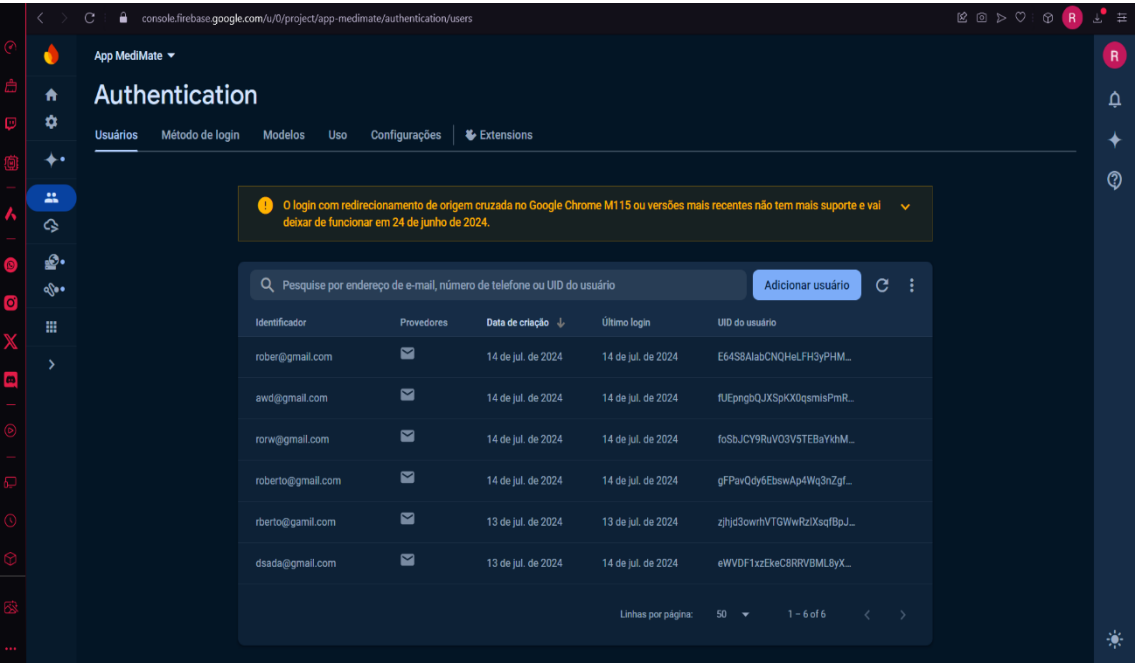 console.firebase.google.com/u/0/project/app-medimate/authentication/users
R
App MediMate
R
Authentication
Usuários Método de login Modelos Uso Configurações Extensions
O login com redirecionamento de origem cruzada no Google Chrome M115 ou versões mais recentes não tem mais suporte e vai
deixar de funcionar em 24 de junho de 2024.
Pesquise por endereço de e-mail, número de telefone ou UID do usuário Adicionar usuário
Identificador Provedores Data de criação Último login UID do usuário
rober@gmail.com 14 de jul. de 2024 14 de jul. de 2024 E64S8AIabCNQHeLFH3yPHM...
awd@gmail.com 14 de jul. de 2024 14 de jul. de 2024 fUEpngbQJXSpKX0qsmisPmR...
rorw@gmail.com 14 de jul. de 2024 14 de jul. de 2024 foSbJCY9RuVO3V5TEBaYkhM...
roberto@gmail.com 14 de jul. de 2024 14 de jul. de 2024 gFPavQdy6EbswAp4Wq3nZgf...
rberto@gamil.com 13 de jul. de 2024 13 de jul. de 2024 zjhjd3owrhVTGWwRzIXsqfBpJ...
dsada@gmail.com 13 de jul. de 2024 14 de jul. de 2024 eWVDF1xzEkeC8RRVBML8yX...
Linhas por página: 50 1 – 6 of 6